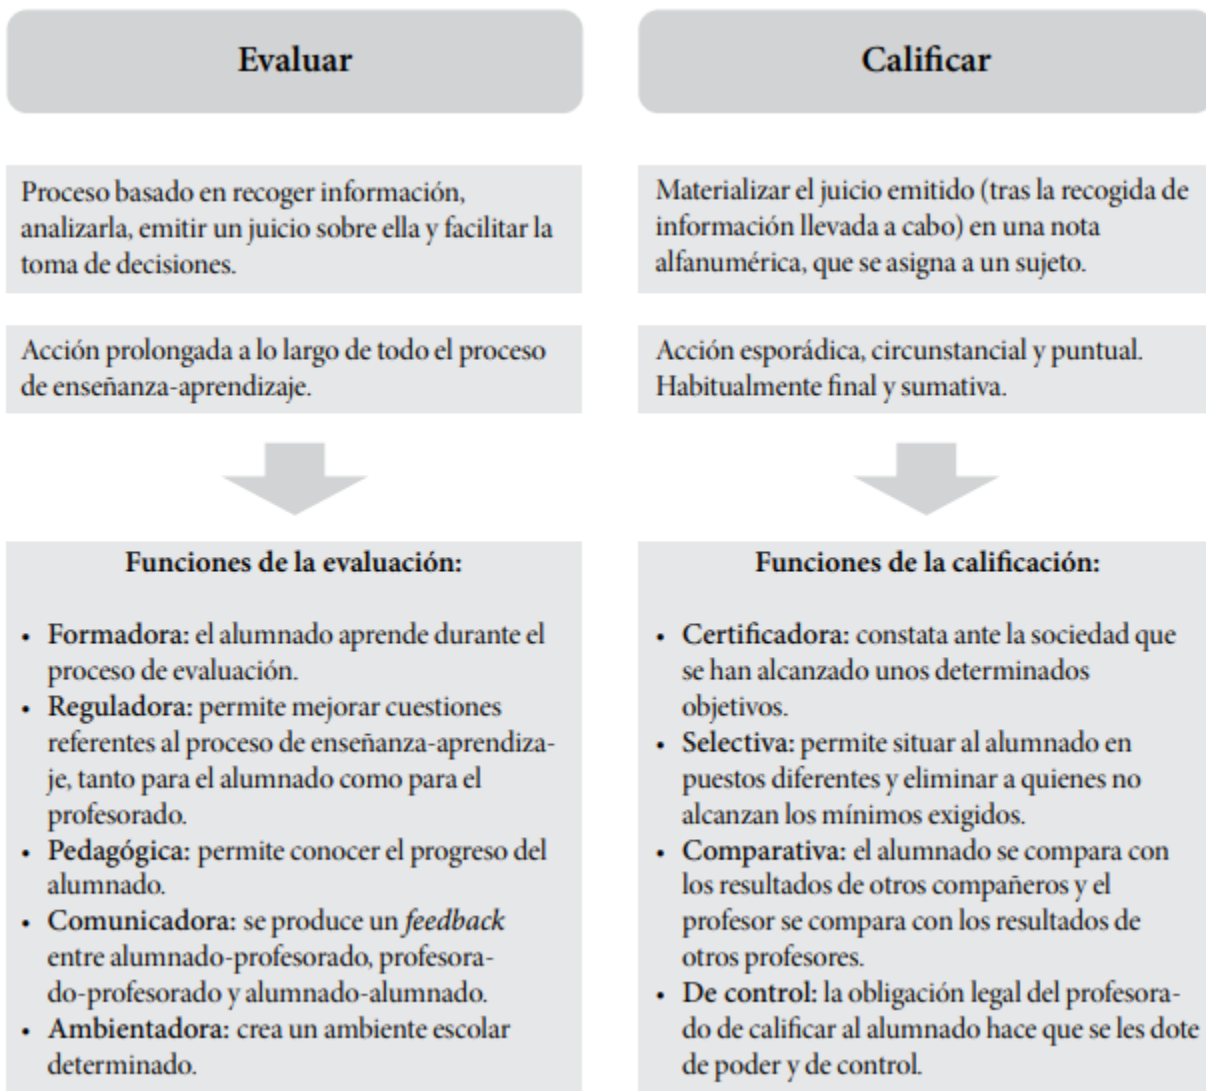 Evaluar
Proceso basado en recoger información,
analizarla, emitir un juicio sobre ella y facilitar la
toma de decisiones.
Acción prolongada a lo largo de todo el proceso
de enseñanza-aprendizaje.
Funciones de la evaluación:
• Formadora: el alumnado aprende durante el
proceso de evaluación.
• Reguladora: permite mejorar cuestiones
referentes al proceso de enseñanza-aprendiza-
je, tanto para el alumnado como para el
profesorado.
• Pedagógica: permite conocer el progreso del
alumnado.
• Comunicadora: se produce un feedback
entre alumnado-profesorado, profesora-
do-profesorado y alumnado-alumnado.
• Ambientadora: crea un ambiente escolar
determinado.
Calificar
Materializar el juicio emitido (tras la recogida de
información llevada a cabo) en una nota
alfanumérica, que se asigna a un sujeto.
Acción esporádica, circunstancial y puntual.
Habitualmente final y sumativa.
Funciones de la calificación:
• Certificadora: constata ante la sociedad que
se han alcanzado unos determinados
objetivos.
• Selectiva: permite situar al alumnado en
puestos diferentes y eliminar a quienes no
alcanzan los mínimos exigidos.
• Comparativa: el alumnado se compara con
los resultados de otros compañeros y el
profesor se compara con los resultados de
otros profesores.
• De control: la obligación legal del profesora-
do de calificar al alumnado hace que se les dote
de poder y de control.